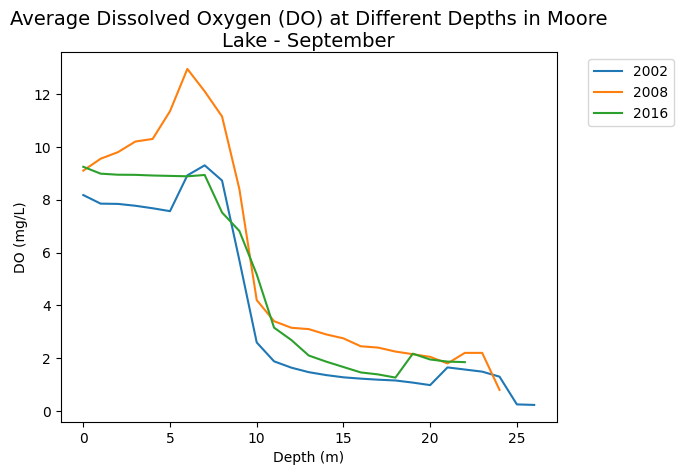 Average Dissolved Oxygen (DO) at Different Depths in Moore
Lake - September
2002
2008
2016
DO (mg/L)
12
10
8
6
4
2
0
0 5 10 15 20 25
Depth (m)